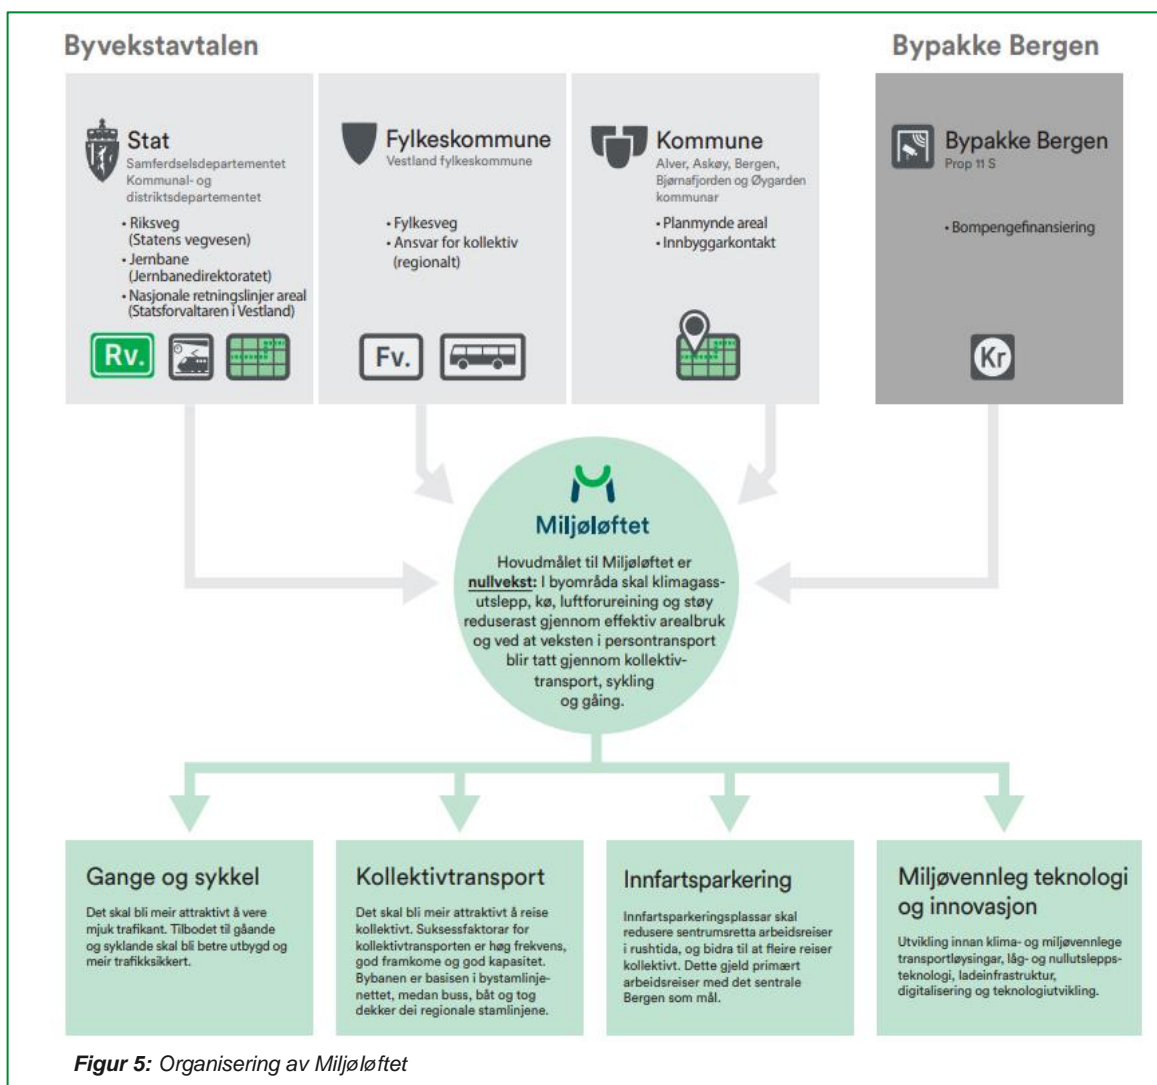 Byvekstavtalen
Stat
Samferdselsdepartementet
Kommunal- og
distriktsdepartementet
• Riksveg
(Statens vegvesen)
• Jernbane
(Jernbanedirektoratet)
• Nasjonale retningslinjer areal
(Statsforvaltaren i Vestland)
Rv.
Fylkeskommune
Vestland fylkeskommune
• Fylkesveg
• Ansvar for kollektiv
(regionalt)
Fv.
Kommune
Alver, Askøy, Bergen,
Bjørnafjorden og Øygarden
kommunar
• Planmynde areal
• Innbyggarkontakt
Bypakke Bergen
Bypakke Bergen
Prop 11 S
• Bompengefinansiering
Kr
Miljøløftet
Hovudmålet til Miljøløftet er
nullvekst: I byområda skal klimagass-
utslepp, kø, luftforureining og støy
reduserast gjennom effektiv arealbruk
og ved at veksten i persontransport
blir tatt gjennom kollektiv-
transport, sykling
og gåing.
Gange og sykkel
Det skal bli meir attraktivt å vere
mjuk trafikant. Tilbodet til gåande
og syklande skal bli betre utbygd og
meir trafikksikkert.
Kollektivtransport
Det skal bli meir attraktivt å reise
kollektivt. Suksessfaktorar for
kollektivtransporten er høg frekvens,
god framkome og god kapasitet.
Bybanen er basisen i bystamlinje-
nettet, medan buss, båt og tog
dekker dei regionale stamlinjene.
Innfartsparkering
Innfartsparkeringsplassar skal
redusere sentrumsretta arbeidsreiser
i rushtida, og bidra til at fleire reiser
kollektivt. Dette gjeld primært
arbeidsreiser med det sentrale
Bergen som mål.
Miljøvennleg teknologi
og innovasjon
Utvikling innan klima- og miljøvennlege
transportløysingar, låg- og nullutslepps-
teknologi, ladeinfrastruktur,
digitalisering og teknologiutvikling.
Figur 5: Organisering av Miljøløftet